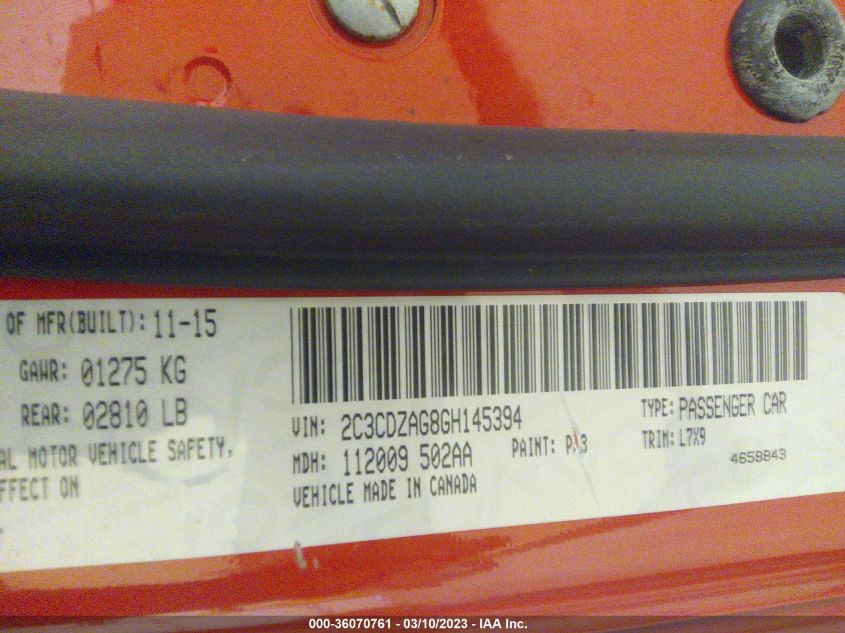 OF MFR(BUILT): 11-15
GAWR: 01275 KG
REAR: 02810 LB
AL MOTOR VEHICLE SAFETY,
FFECT ON
VIN: 2C3CDZAG8GH145394
TYPE: PASSENGER CAR
MDH: 112009 502AA
PAINT:
TRIM: L7X9
VEHICLE MADE IN CANADA
4658843
000-36070761 - 03/10/2023 - IAA Inc.